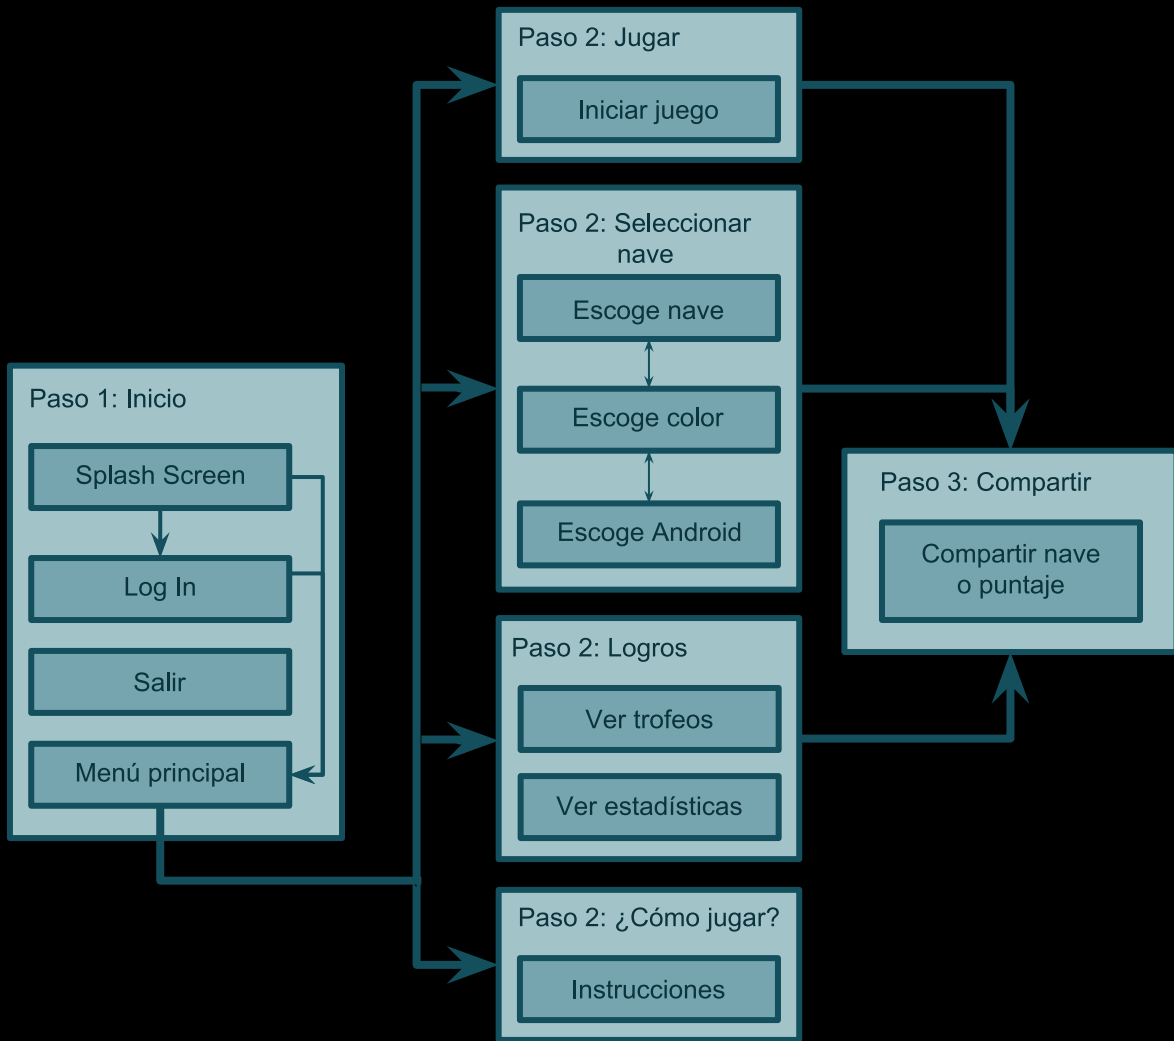 Paso 1: Inicio
Splash Screen
Log In
Salir
Menú principal
Paso 2: Jugar
Iniciar juego
Paso 2: Seleccionar
nave
Escoge nave
Escoge color
Escoge Android
Paso 2: Logros
Ver trofeos
Ver estadísticas
Paso 2: ¿Cómo jugar?
Instrucciones
Paso 3: Compartir
Compartir nave
o puntaje